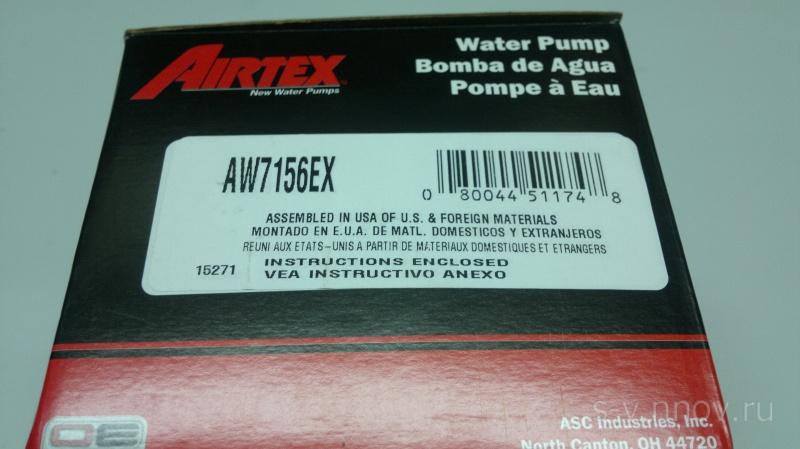 AIRTEX
New Water Pumps
Water Pump
Bomba de Agua
Pompe à Eau
AW7156EX
0 80044 51174 8
ASSEMBLED IN USA OF U.S. & FOREIGN MATERIALS
MONTADO EN E.U.A. DE MATL. DOMESTICOS Y EXTRANJEROS
REUNI AUX ETATS-UNIS A PARTIR DE MATERIAUX DOMESTIQUES ET ETRANGERS
15271
INSTRUCTIONS ENCLOSED
VEA INSTRUCTIVO ANEXO
ASC Industries, Inc.
North Canton, OH 44720
s-v.nnov.ru